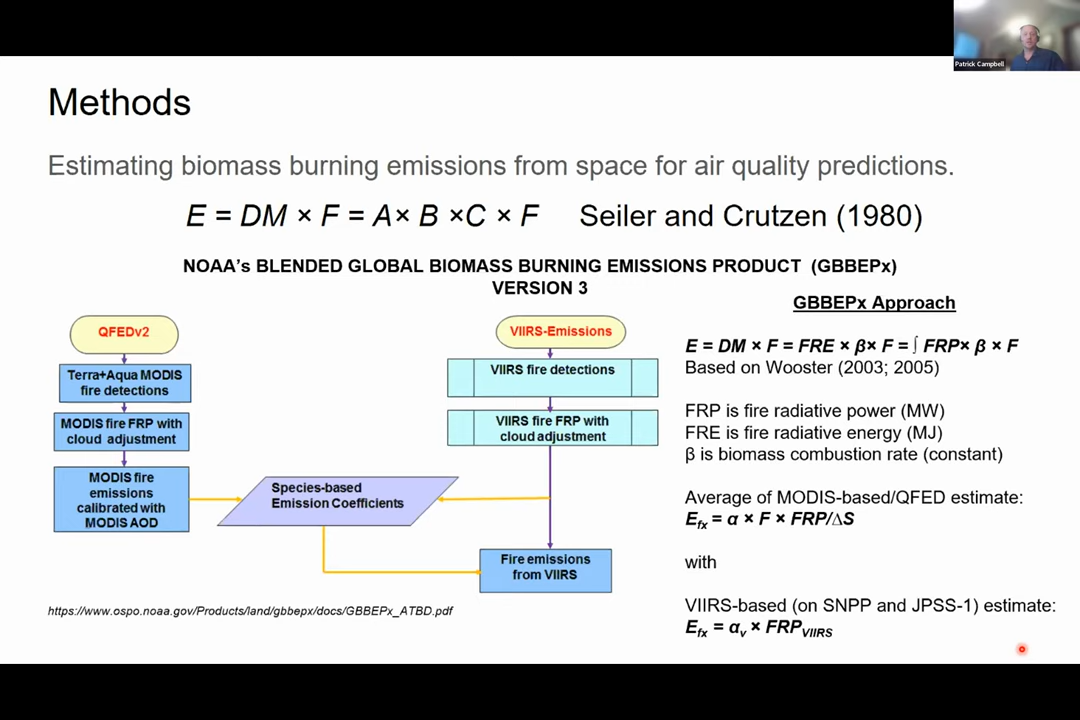 Patrick Campbell
Methods
Estimating biomass burning emissions from space for air quality predictions.
E = DM × F = A× B ×C × F Seiler and Crutzen (1980)
NOAA's BLENDED GLOBAL BIOMASS BURNING EMISSIONS PRODUCT (GBBEPx)
VERSION 3
QFEDv2
Terra+Aqua MODIS
fire detections
MODIS fire FRP with
cloud adjustment
MODIS fire
emissions
calibrated with
MODIS AOD
Species-based
Emission Coefficients
VIIRS-Emissions
VIIRS fire detections
VIIRS fire FRP with
cloud adjustment
Fire emissions
from VIIRS
https://www.ospo.noaa.gov/Products/land/gbbepx/docs/GBBEPx_ATBD.pdf
GBBEPx Approach
E = DM × F = FRE × β× F = ∫ FRP× β × F
Based on Wooster (2003; 2005)
FRP is fire radiative power (MW)
FRE is fire radiative energy (MJ)
β is biomass combustion rate (constant)
Average of MODIS-based/QFED estimate:
Efx = α × F × FRP/∆S
with
VIIRS-based (on SNPP and JPSS-1) estimate:
Efx = αv × FRPVIIRS